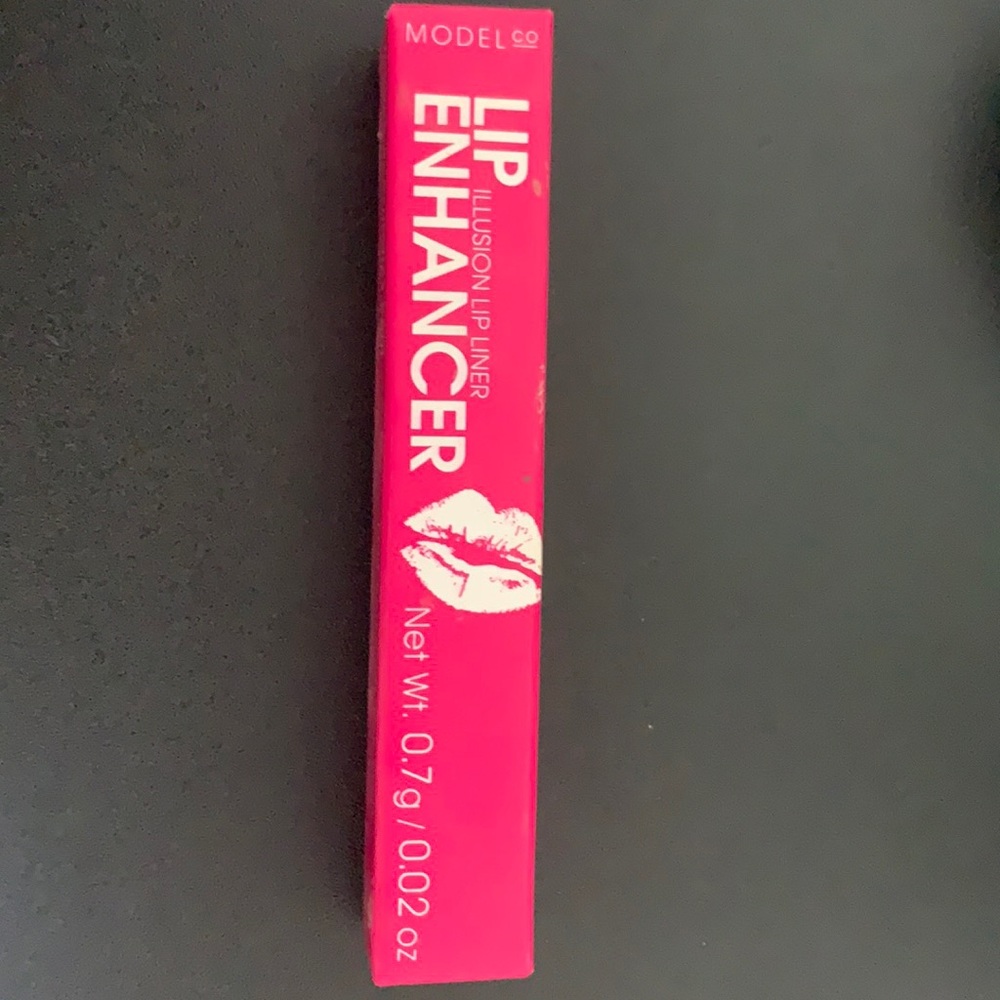 MODEL CO
LIP
ILLUSION LIP LINER
ENHANCER
Net Wt. 0.7g / 0.02 oz